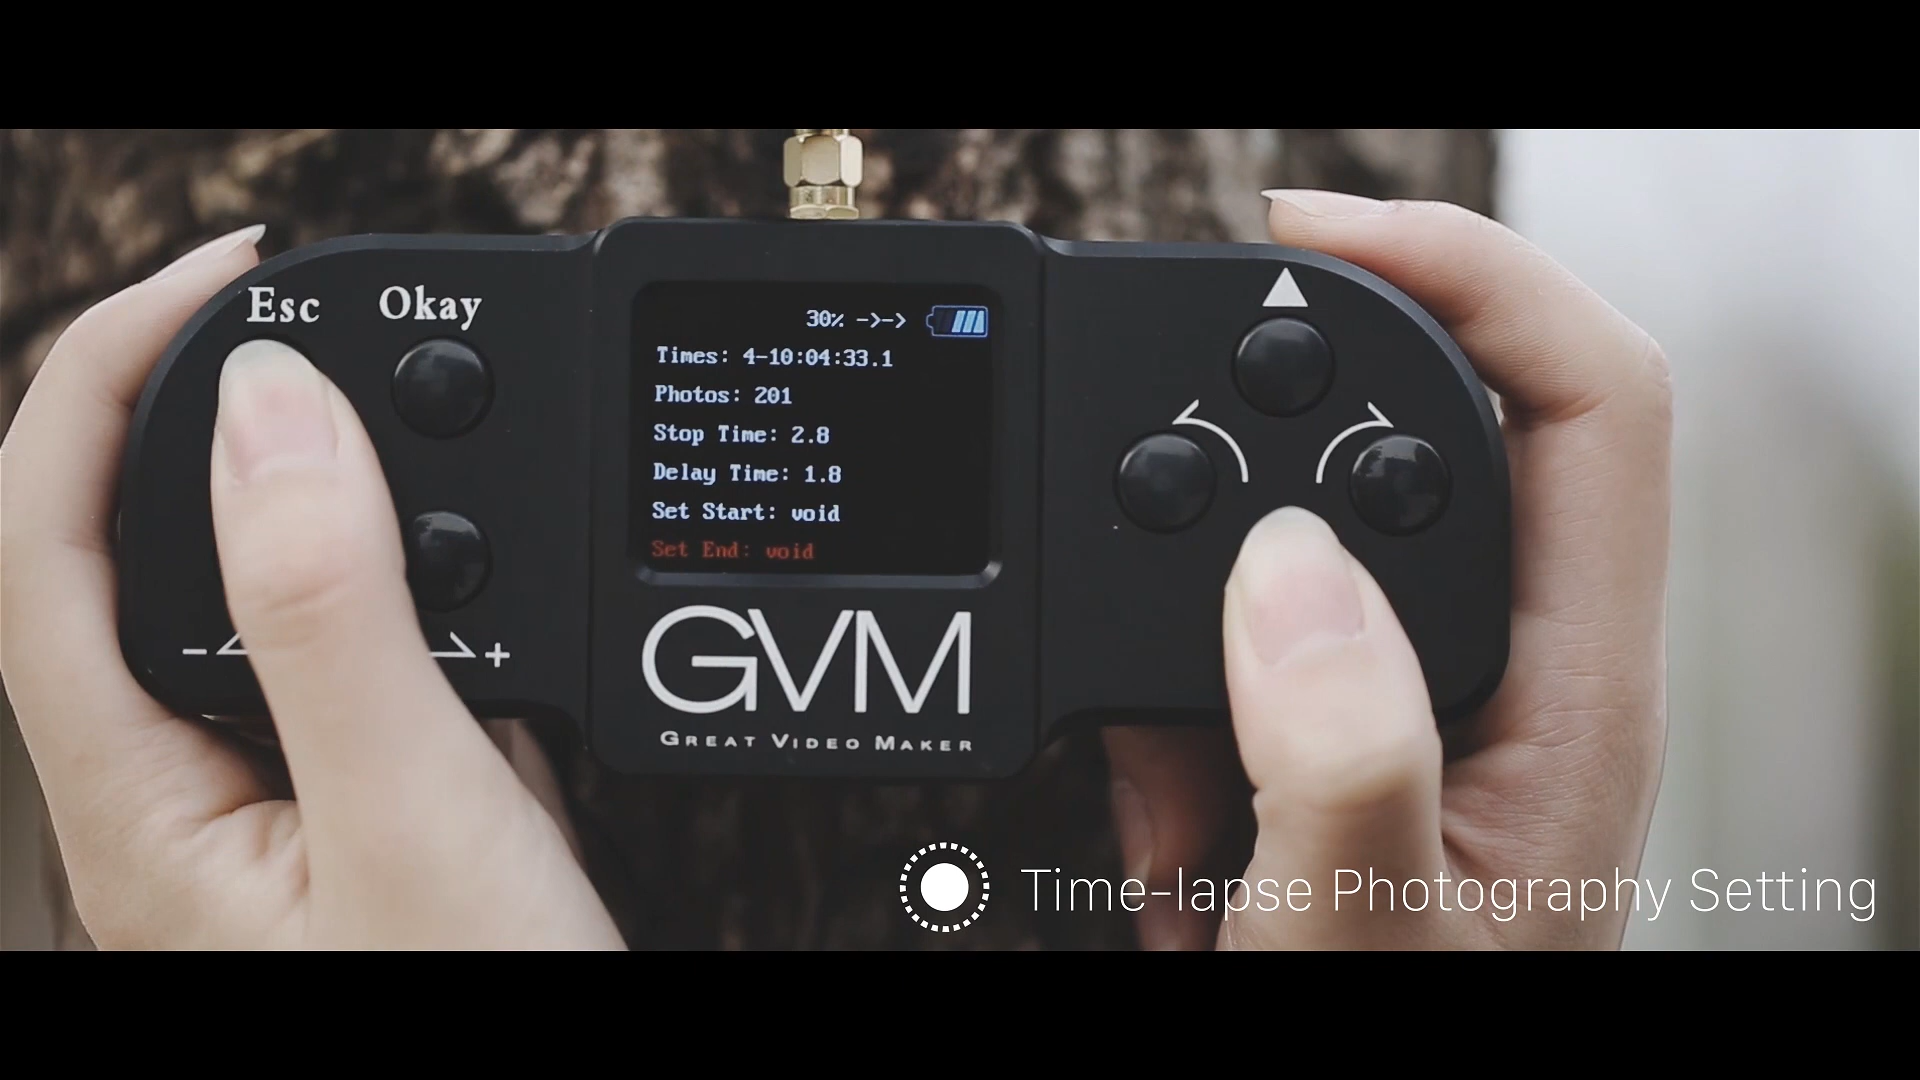 Esc Okay
30% ->->
Times: 4-10:04:33.1
Photos: 201
Stop Time: 2.8
Delay Time: 1.8
Set Start: void
Set End: void
- +
GVM
GREAT VIDEO MAKER
Time-lapse Photography Setting